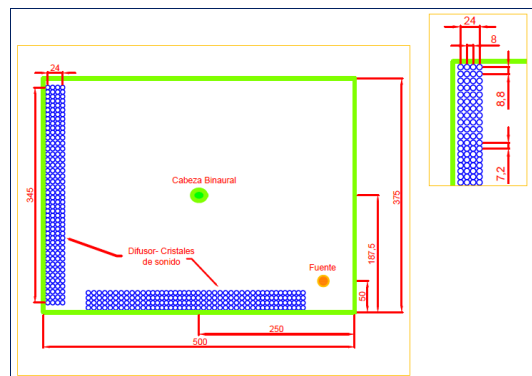 24
345
Cabeza Binaural
375
187,5
Difusor- Cristales
de sonido
Fuente
50
250
500
24
8
8,8
7,2